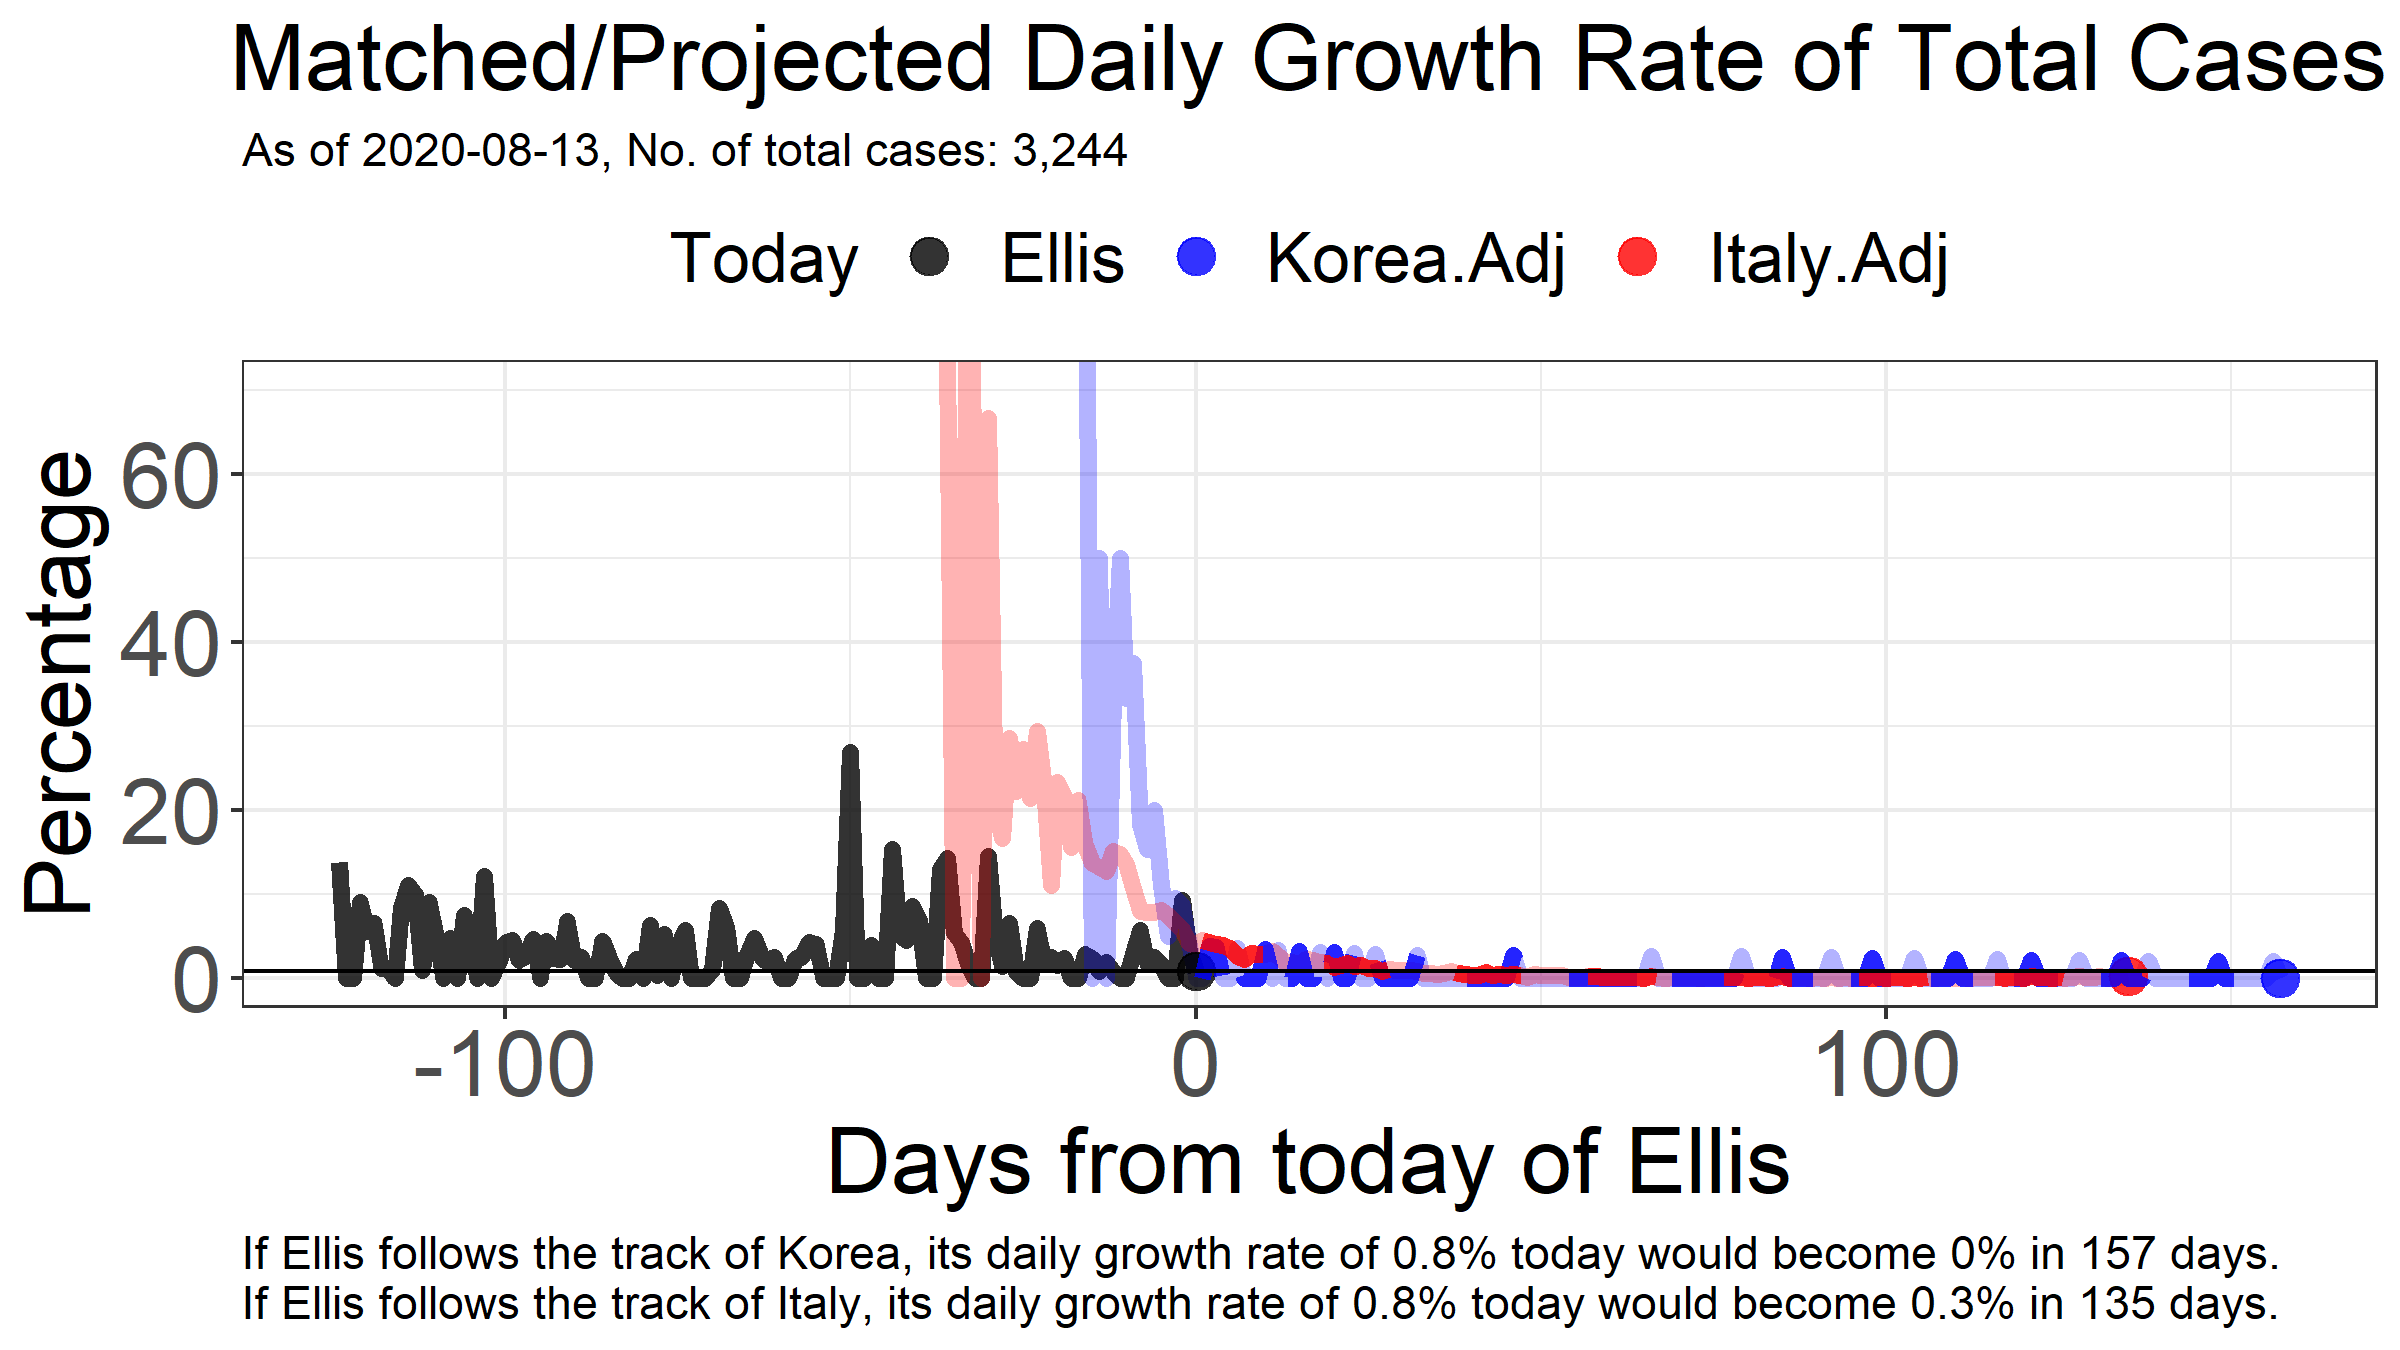 Matched/Projected Daily Growth Rate of Total Cases
As of 2020-08-13, No. of total cases: 3,244
Today Ellis Korea.Adj Italy.Adj
Percentage
60
40
20
0
-100 0 100
Days from today of Ellis
If Ellis follows the track of Korea, its daily growth rate of 0.8% today would become 0% in 157 days.
If Ellis follows the track of Italy, its daily growth rate of 0.8% today would become 0.3% in 135 days.